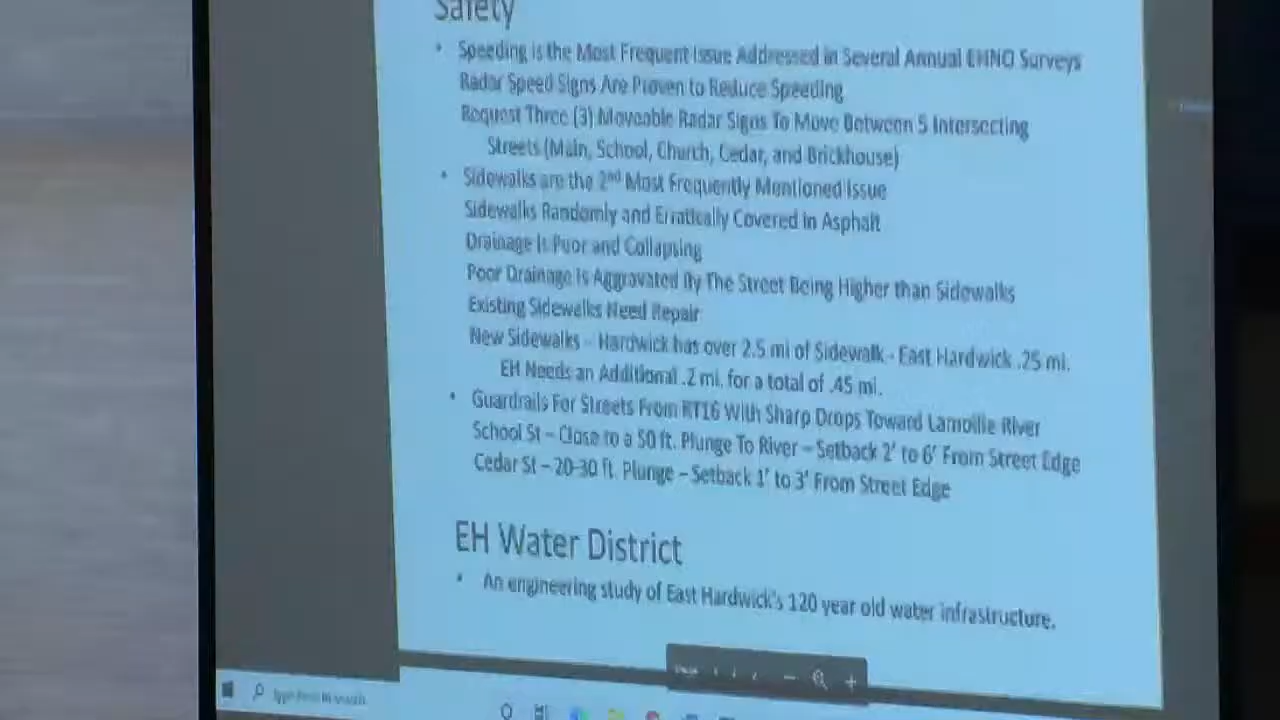 Safety
• Speeding is the Most Frequent Issue Addressed in Several Annual EHNO Surveys
Radar Speed Signs Are Proven to Reduce Speeding
Request Three (3) Moveable Radar Signs To Move Between 5 Intersecting
Streets (Main, School, Church, Cedar, and Brickhouse)
• Sidewalks are the 2nd Most Frequently Mentioned Issue
Sidewalks Randomly and Erratically Covered in Asphalt
Drainage Is Poor and Collapsing
Poor Drainage Is Aggravated By The Street Being Higher than Sidewalks
Existing Sidewalks Need Repair
New Sidewalks – Hardwick has over 2.5 mi of Sidewalk - East Hardwick .25 mi.
EH Needs an Additional .2 mi. for a total of .45 mi.
• Guardrails For Streets From RT16 With Sharp Drops Toward Lamoille River
School St – Close to a 50 ft. Plunge To River – Setback 2' to 6' From Street Edge
Cedar St – 20-30 ft. Plunge – Setback 1' to 3' From Street Edge
EH Water District
• An engineering study of East Hardwick's 120 year old water infrastructure.
Type here to search